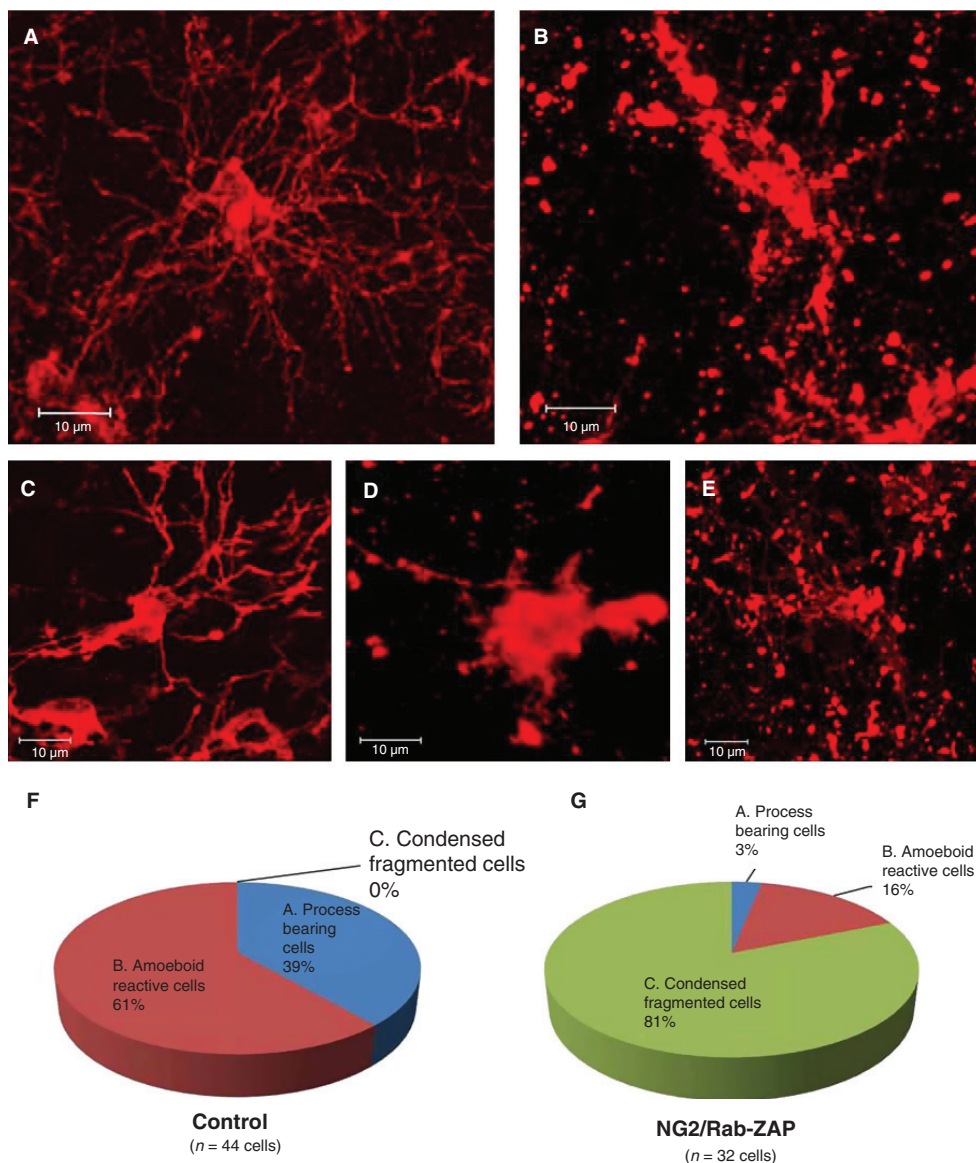 A
B
10 μm
10 μm
C
D
E
10 μm
10 μm
10 μm
F
G
C. Condensed
fragmented cells
0%
A. Process
bearing
cells
39%
B. Amoeboid
reactive cells
61%
Control
(n = 44 cells)
A. Process
bearing cells
3%
B. Amoeboid
reactive cells
16%
C. Condensed
fragmented cells
81%
NG2/Rab-ZAP
(n = 32 cells)